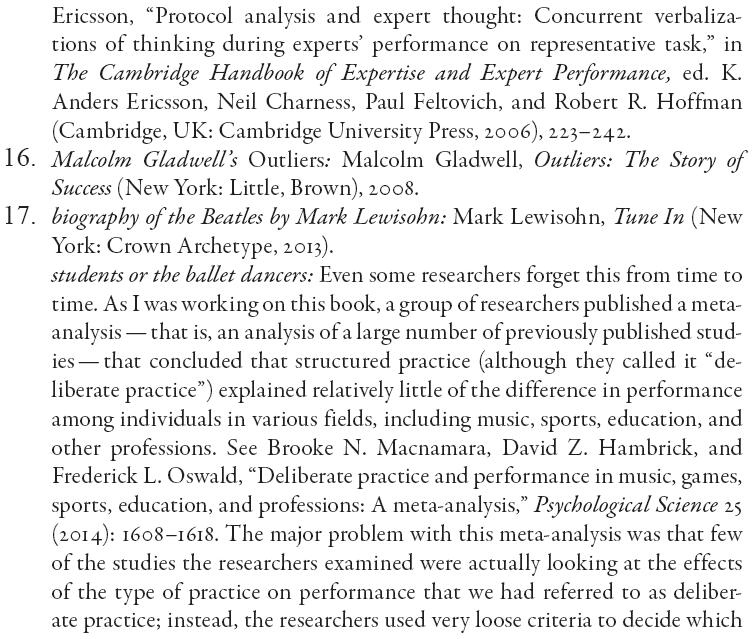 Ericsson, “Protocol analysis and expert thought: Concurrent verbaliza-
tions of thinking during experts’ performance on representative task,” in
The Cambridge Handbook of Expertise and Expert Performance, ed. K.
Anders Ericsson, Neil Charness, Paul Feltovich, and Robert R. Hoffman
(Cambridge, UK: Cambridge University Press, 2006), 223–242.
16. Malcolm Gladwell’s Outliers: Malcolm Gladwell, Outliers: The Story of
Success (New York: Little, Brown), 2008.
17. biography of the Beatles by Mark Lewisohn: Mark Lewisohn, Tune In (New
York: Crown Archetype, 2013).
students or the ballet dancers: Even some researchers forget this from time to
time. As I was working on this book, a group of researchers published a meta-
analysis — that is, an analysis of a large number of previously published stud-
ies — that concluded that structured practice (although they called it “de-
liberate practice”) explained relatively little of the difference in performance
among individuals in various fields, including music, sports, education, and
other professions. See Brooke N. Macnamara, David Z. Hambrick, and
Frederick L. Oswald, “Deliberate practice and performance in music, games,
sports, education, and professions: A meta-analysis,” Psychological Science 25
(2014): 1608–1618. The major problem with this meta-analysis was that few
of the studies the researchers examined were actually looking at the effects
of the type of practice on performance that we had referred to as deliber-
ate practice; instead, the researchers used very loose criteria to decide which